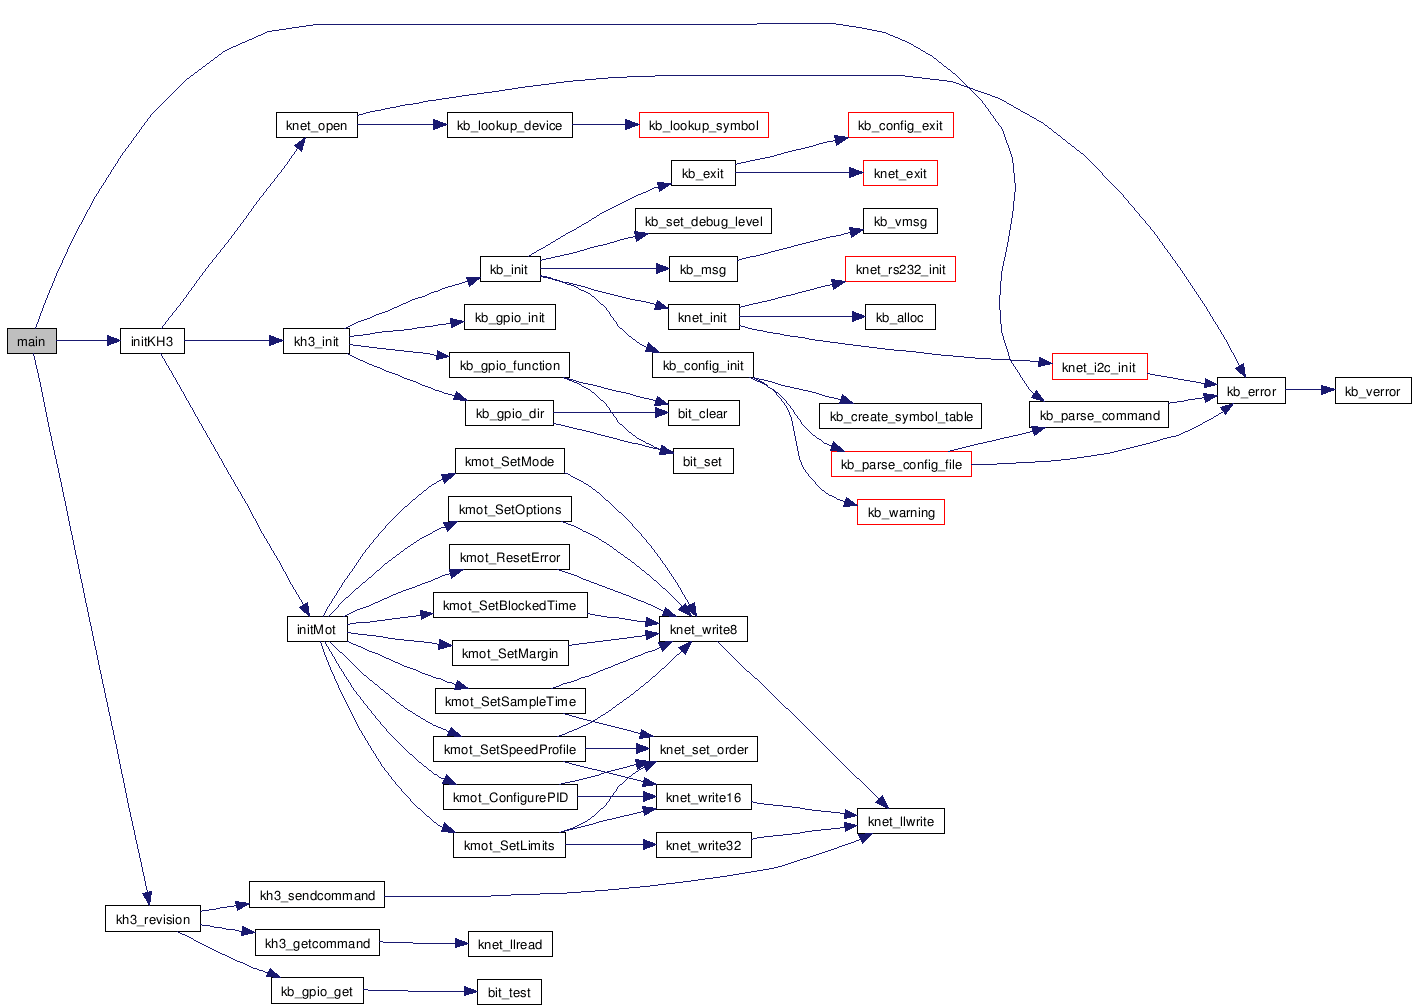 main
initKH3
knet_open
kb_lookup_device
kb_lookup_symbol
kb_config_exit
kb_exit
knet_exit
kb_set_debug_level
kb_vmsg
kb_init
kb_msg
knet_rs232_init
kb_gpio_init
knet_init
kb_alloc
kh3_init
kb_gpio_function
kb_config_init
knet_i2c_init
kb_error
kb_verror
kb_gpio_dir
bit_clear
kb_create_symbol_table
kb_parse_command
kmot_SetMode
bit_set
kb_parse_config_file
kmot_SetOptions
kb_warning
kmot_ResetError
kmot_SetBlockedTime
initMot
knet_write8
kmot_SetMargin
kmot_SetSampleTime
kmot_SetSpeedProfile
knet_set_order
kmot_ConfigurePID
knet_write16
knet_llwrite
kmot_SetLimits
knet_write32
kh3_sendcommand
kh3_revision
kh3_getcommand
knet_llread
kb_gpio_get
bit_test